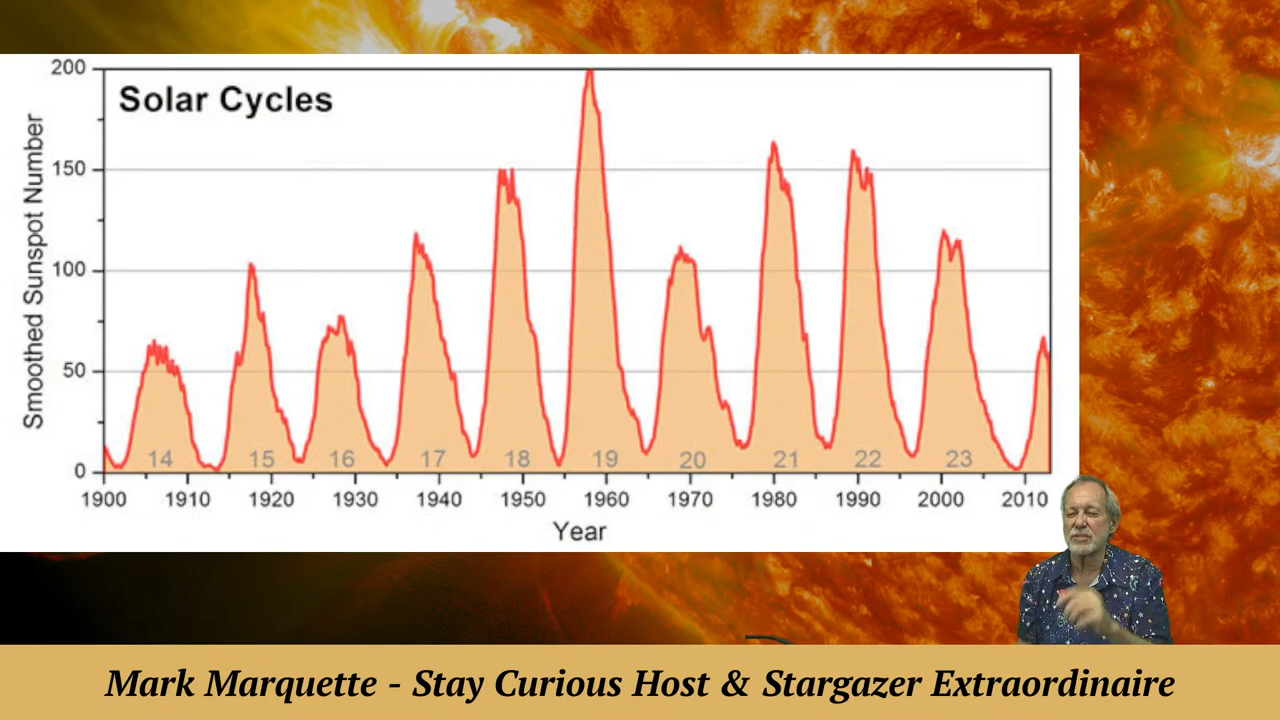 Solar Cycles
Smoothed Sunspot Number
200
150
100
50
0
14 15 16 17 18 19 20 21 22 23
1900 1910 1920 1930 1940 1950 1960 1970 1980 1990 2000 2010
Year
Mark Marquette - Stay Curious Host & Stargazer Extraordinaire